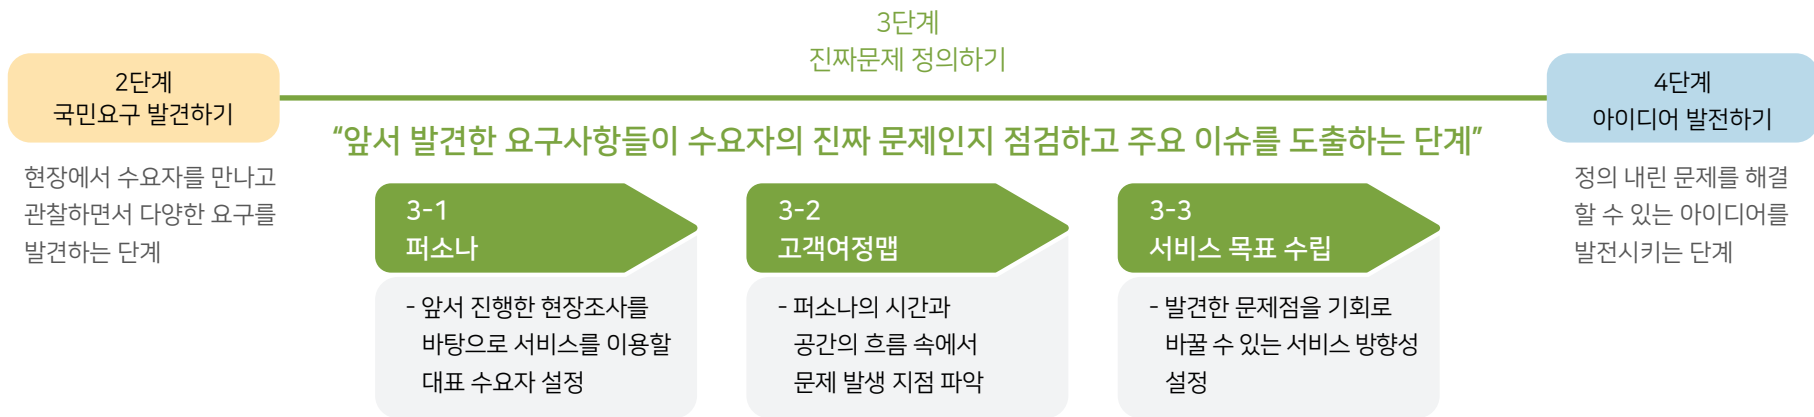 3단계
진짜문제 정의하기
2단계
국민요구 발견하기
현장에서 수요자를 만나고
관찰하면서 다양한 요구를
발견하는 단계
“앞서 발견한 요구사항들이 수요자의 진짜 문제인지 점검하고 주요 이슈를 도출하는 단계”
3-1
퍼소나
- 앞서 진행한 현장조사를
바탕으로 서비스를 이용할
대표 수요자 설정
3-2
고객여정맵
- 퍼소나의 시간과
공간의 흐름 속에서
문제 발생 지점 파악
3-3
서비스 목표 수립
- 발견한 문제점을 기회로
바꿀 수 있는 서비스 방향성
설정
4단계
아이디어 발전하기
정의 내린 문제를 해결
할 수 있는 아이디어를
발전시키는 단계